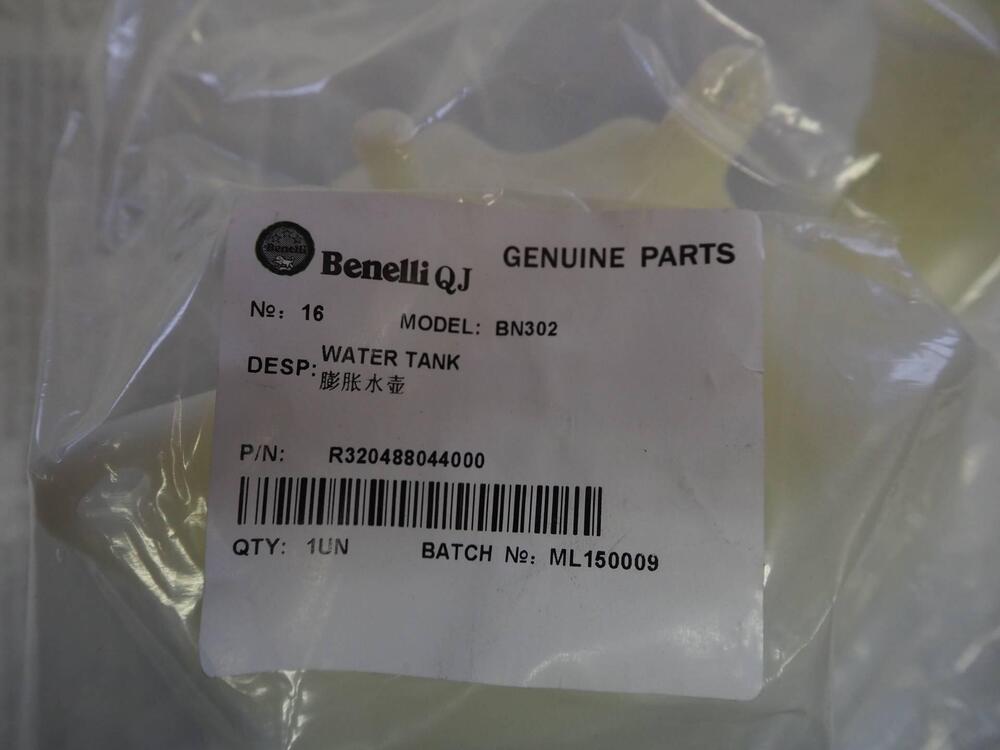 Benelli
Benelli QJ
GENUINE PARTS
№: 16
MODEL: BN302
DESP: WATER TANK
膨胀水壶
P/N: R320488044000
QTY: 1UN
BATCH №: ML150009